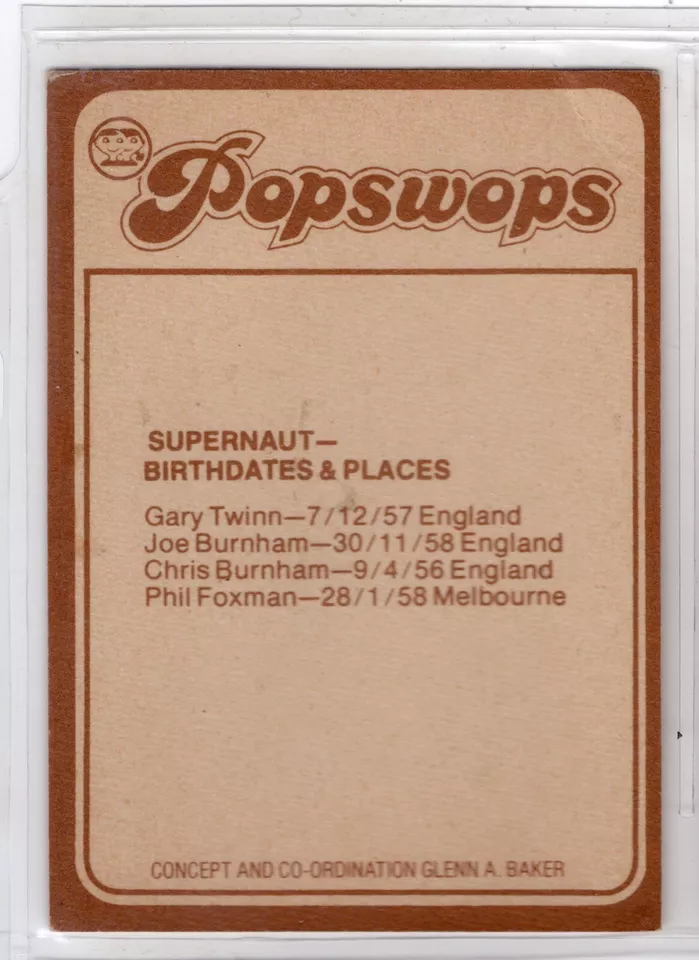 Popswops
SUPERNAUT—
BIRTHDATES & PLACES
Gary Twinn—7/12/57 England
Joe Burnham—30/11/58 England
Chris Burnham—9/4/56 England
Phil Foxman—28/1/58 Melbourne
CONCEPT AND CO-ORDINATION GLENN A. BAKER